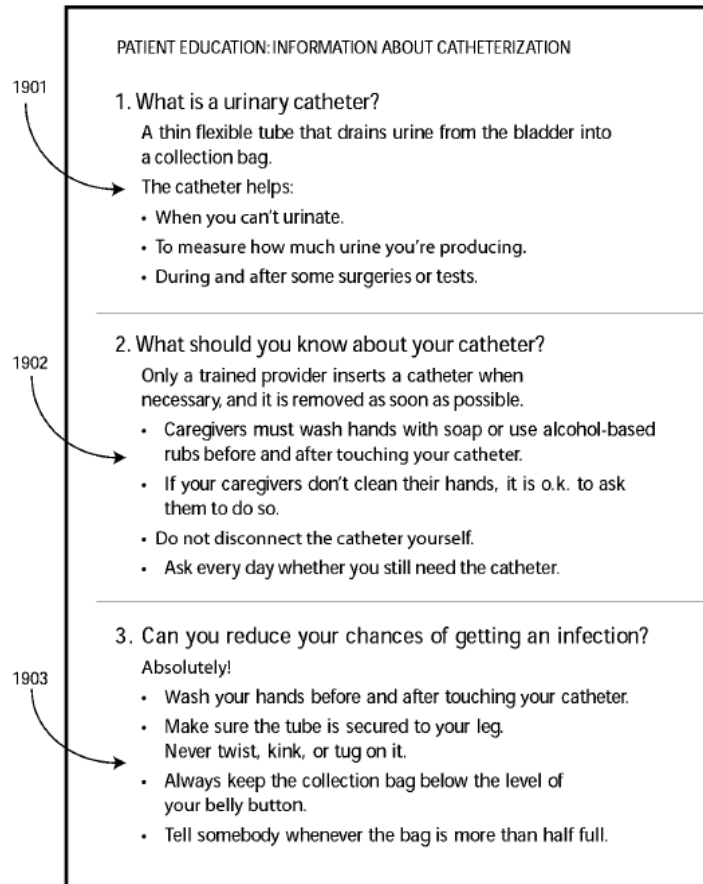 PATIENT EDUCATION: INFORMATION ABOUT CATHETERIZATION
1901
1. What is a urinary catheter?
A thin flexible tube that drains urine from the bladder into
a collection bag.
The catheter helps:
• When you can't urinate.
• To measure how much urine you're producing.
• During and after some surgeries or tests.
1902
2. What should you know about your catheter?
Only a trained provider inserts a catheter when
necessary, and it is removed as soon as possible.
• Caregivers must wash hands with soap or use alcohol-based
rubs before and after touching your catheter.
• If your caregivers don't clean their hands, it is o.k. to ask
them to do so.
• Do not disconnect the catheter yourself.
• Ask every day whether you still need the catheter.
1903
3. Can you reduce your chances of getting an infection?
Absolutely!
• Wash your hands before and after touching your catheter.
• Make sure the tube is secured to your leg.
Never twist, kink, or tug on it.
• Always keep the collection bag below the level of
your belly button.
• Tell somebody whenever the bag is more than half full.